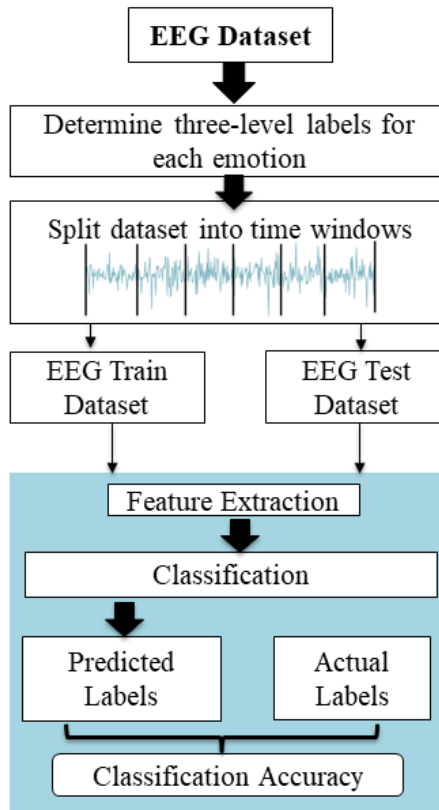 EEG Dataset
Determine three-level labels for
each emotion
Split dataset into time windows
EEG Train
Dataset
EEG Test
Dataset
Feature Extraction
Classification
Predicted
Labels
Actual
Labels
Classification Accuracy